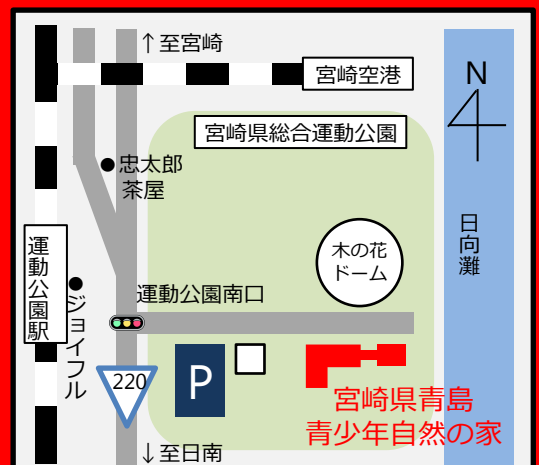 ↑至宮崎
宮崎空港
N
宮崎県総合運動公園
忠太郎
茶屋
日向灘
木の花
ドーム
運動公園駅
ジョイフル
運動公園南口
220
P
宮崎県青島
青少年自然の家
↓至日南